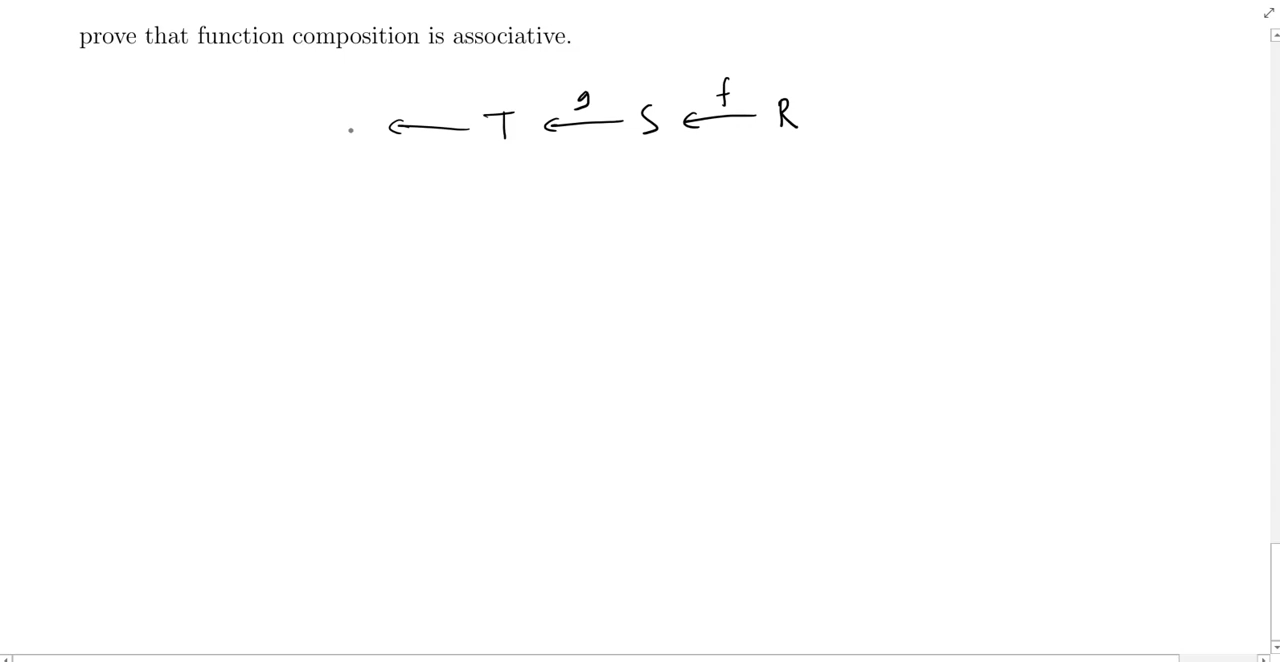 prove that function composition is associative.
g f
T S R